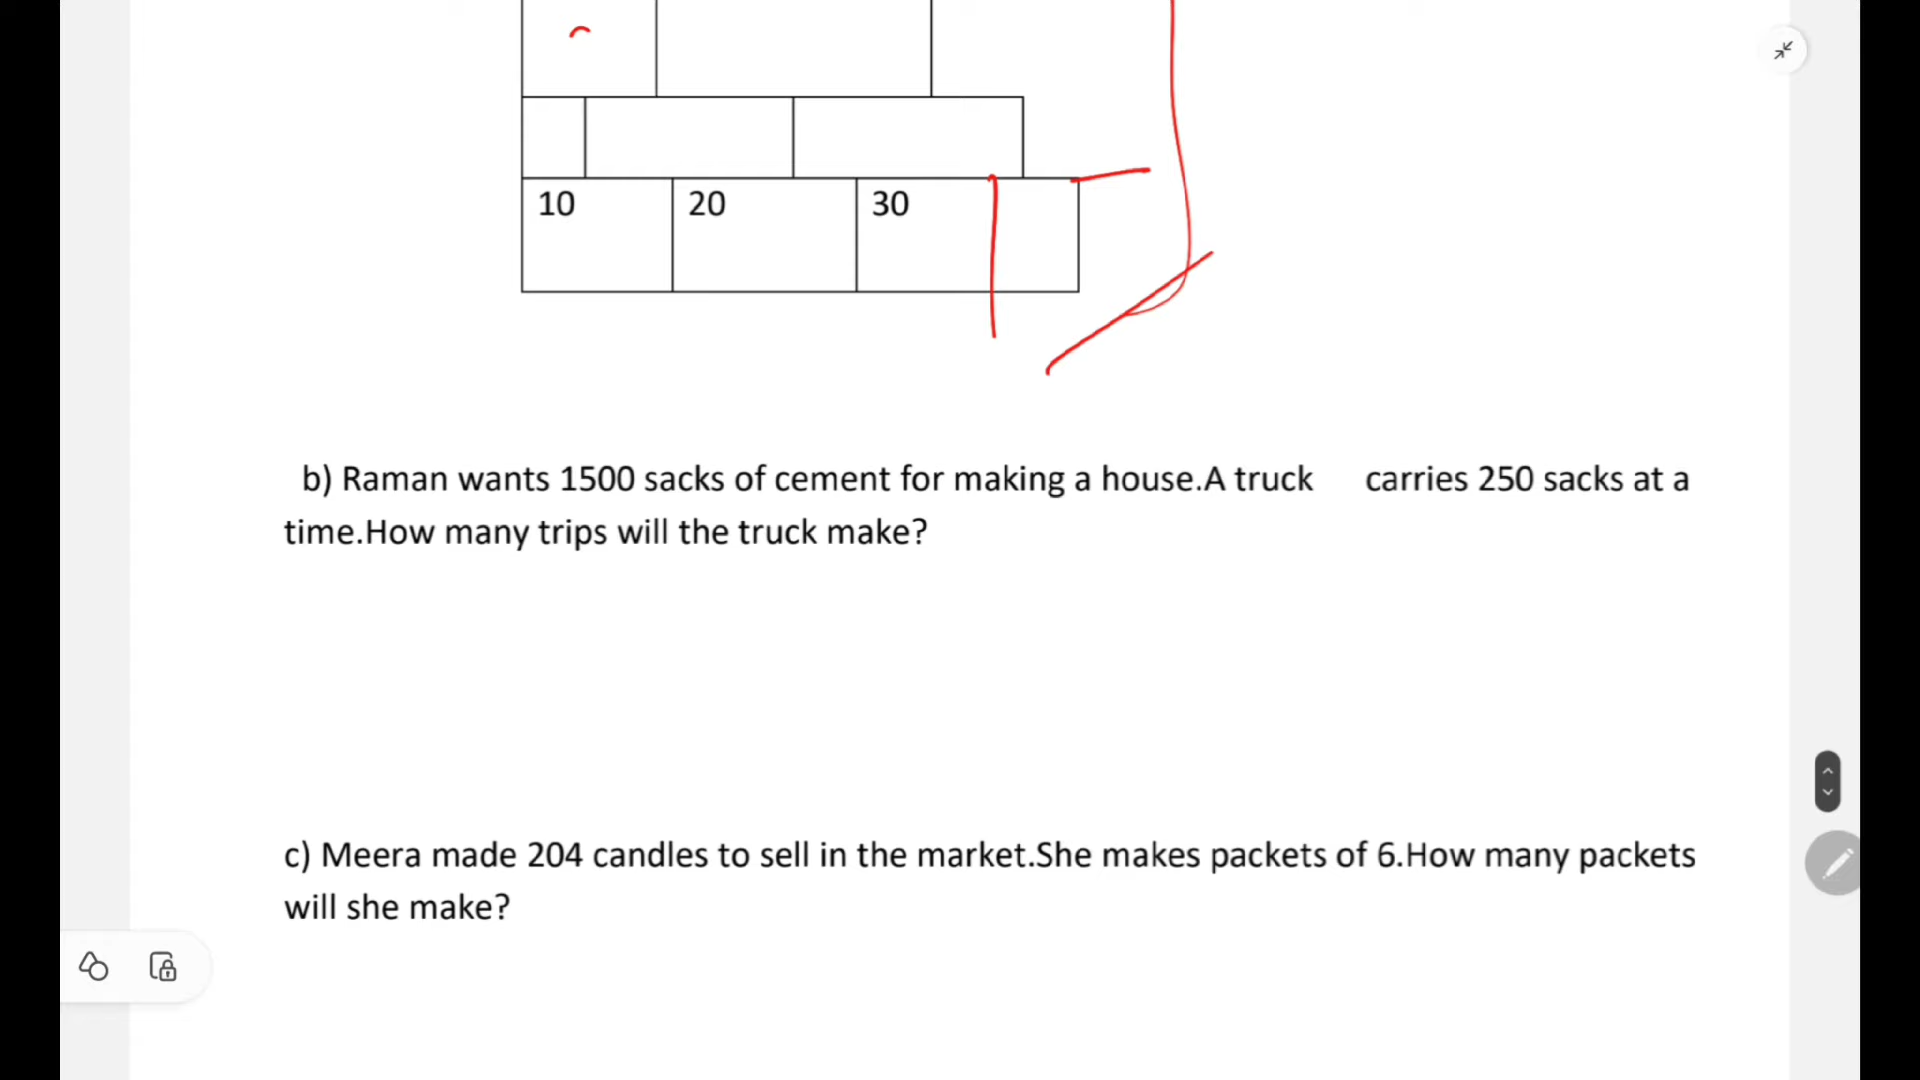 10 20 30
b) Raman wants 1500 sacks of cement for making a house.A truck carries 250 sacks at a
time.How many trips will the truck make?
c) Meera made 204 candles to sell in the market.She makes packets of 6.How many packets
will she make?